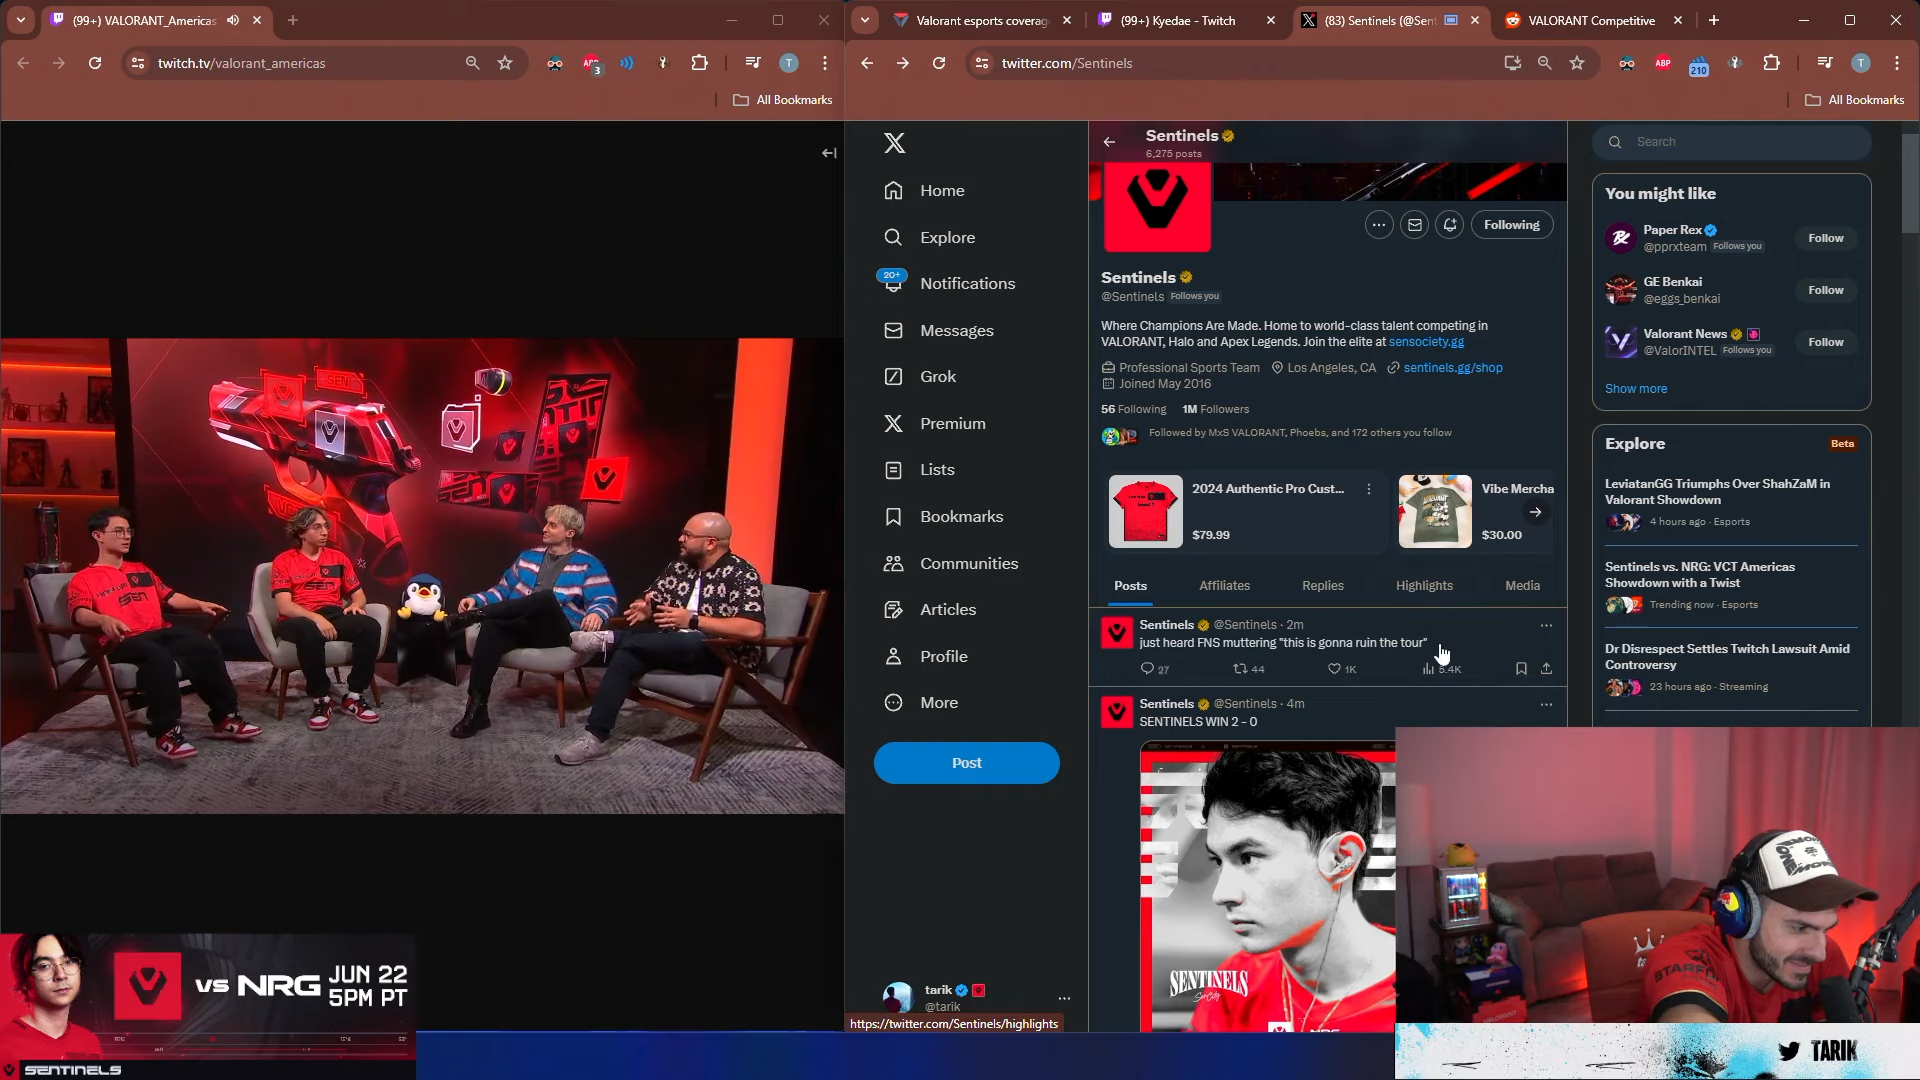 (99+) VALORANT_Americas
twitch.tv/valorant_americas
3
T
All Bookmarks
SEN
SEN
Valorant esports coverag
(99+) Kyedae - Twitch
(83) Sentinels (@Sent
VALORANT Competitive
twitter.com/Sentinels
ABP
210
T
All Bookmarks
Home
Explore
20+
Notifications
Messages
Grok
Premium
Lists
Bookmarks
Communities
Articles
Profile
More
Post
tarik
@tarik
https://twitter.com/Sentinels/highlights
Sentinels
6,275 posts
Following
Sentinels
@Sentinels Follows you
Where Champions Are Made. Home to world-class talent competing in
VALORANT, Halo and Apex Legends. Join the elite at sensociety.gg
Professional Sports Team Los Angeles, CA sentinels.gg/shop
Joined May 2016
56 Following 1M Followers
Followed by MxS VALORANT, Phoebs, and 172 others you follow
2024 Authentic Pro Cust...
$79.99
Vibe Mercha
$30.00
Posts
Affiliates
Replies
Highlights
Media
Sentinels @Sentinels · 2m
just heard FNS muttering "this is gonna ruin the tour"
27
44
1K
Sentinels @Sentinels · 4m
SENTINELS WIN 2 - 0
SENTINELS
NRG
Search
You might like
Paper Rex
@pprxteam Follows you
Follow
GE Benkai
@eggs_benkai
Follow
Valorant News
@ValorINTEL Follows you
Follow
Show more
Explore
Beta
LeviatanGG Triumphs Over ShahZaM in
Valorant Showdown
4 hours ago · Esports
Sentinels vs. NRG: VCT Americas
Showdown with a Twist
Trending now · Esports
Dr Disrespect Settles Twitch Lawsuit Amid
Controversy
23 hours ago · Streaming
vs NRG JUN 22
5PM PT
SENTINELS
TARIK